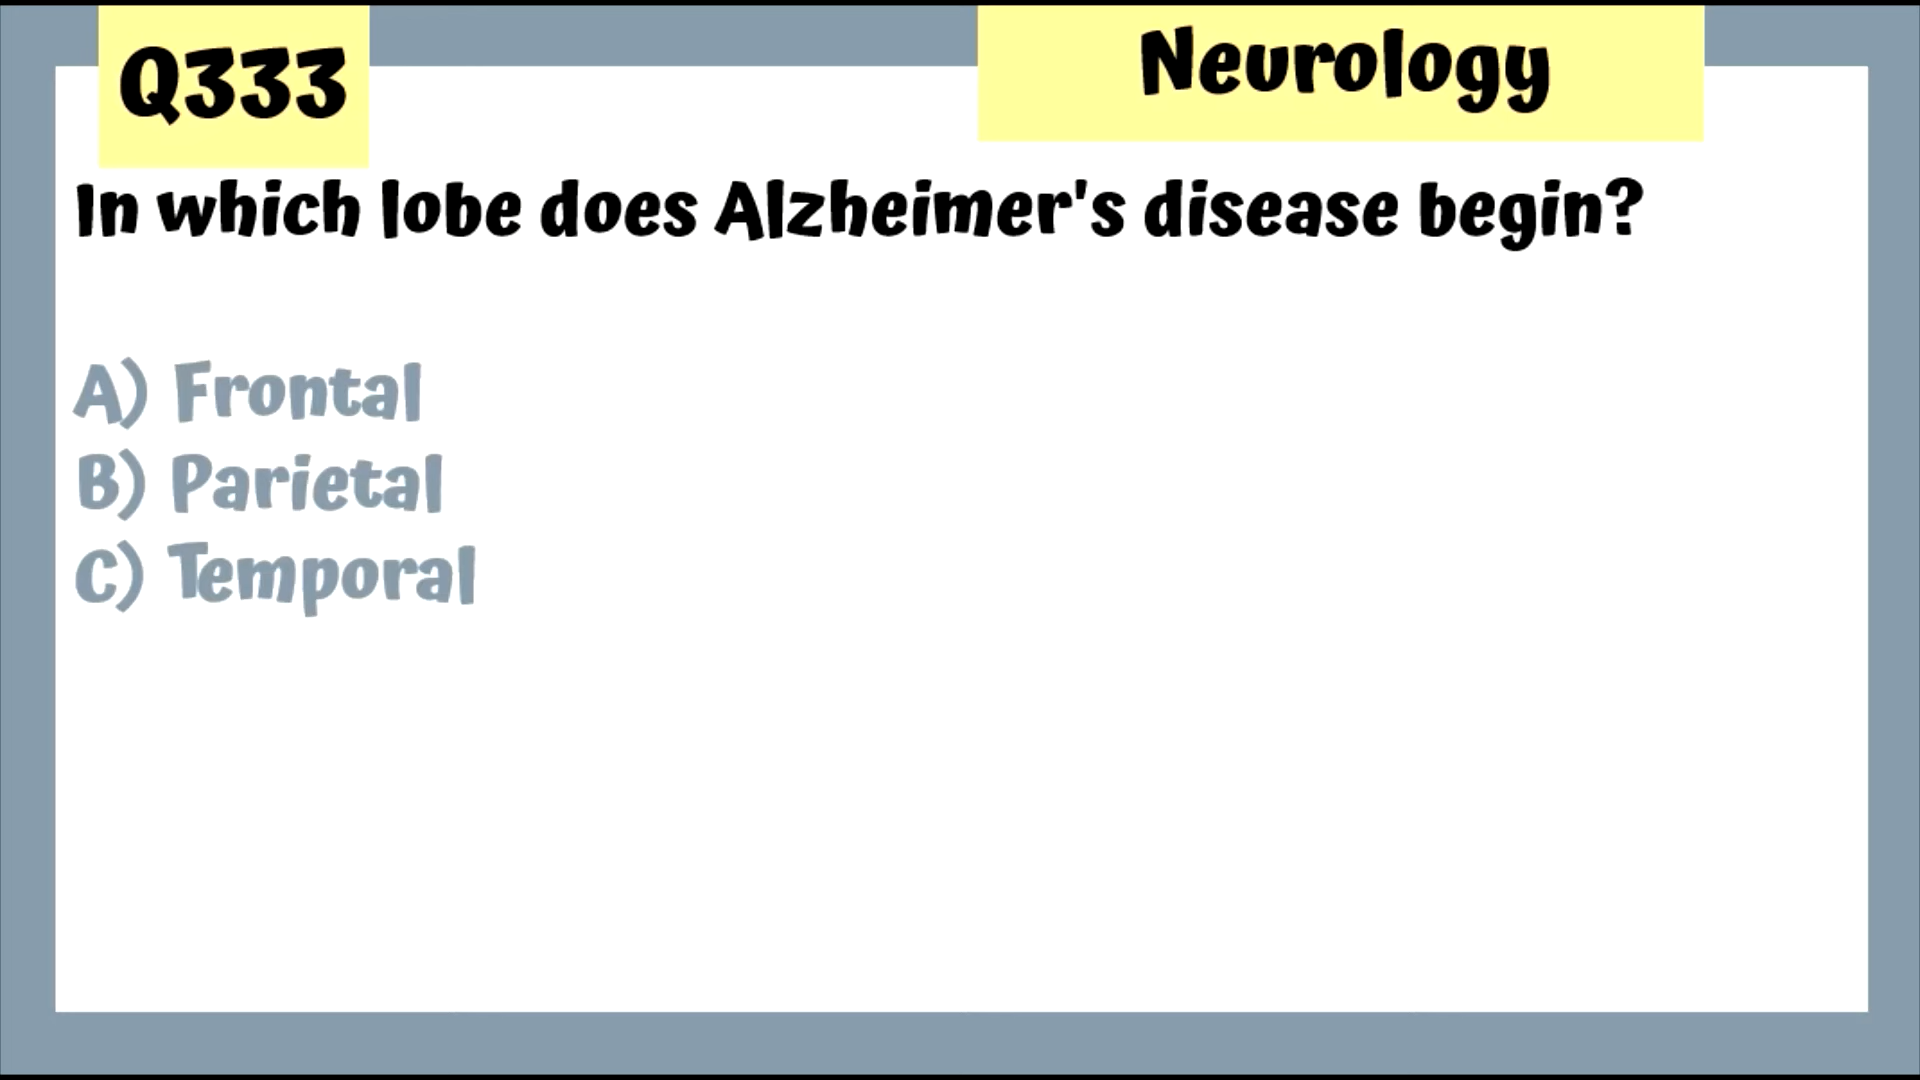 Q333
Neurology
In which lobe does Alzheimer's disease begin?
A) Frontal
B) Parietal
C) Temporal